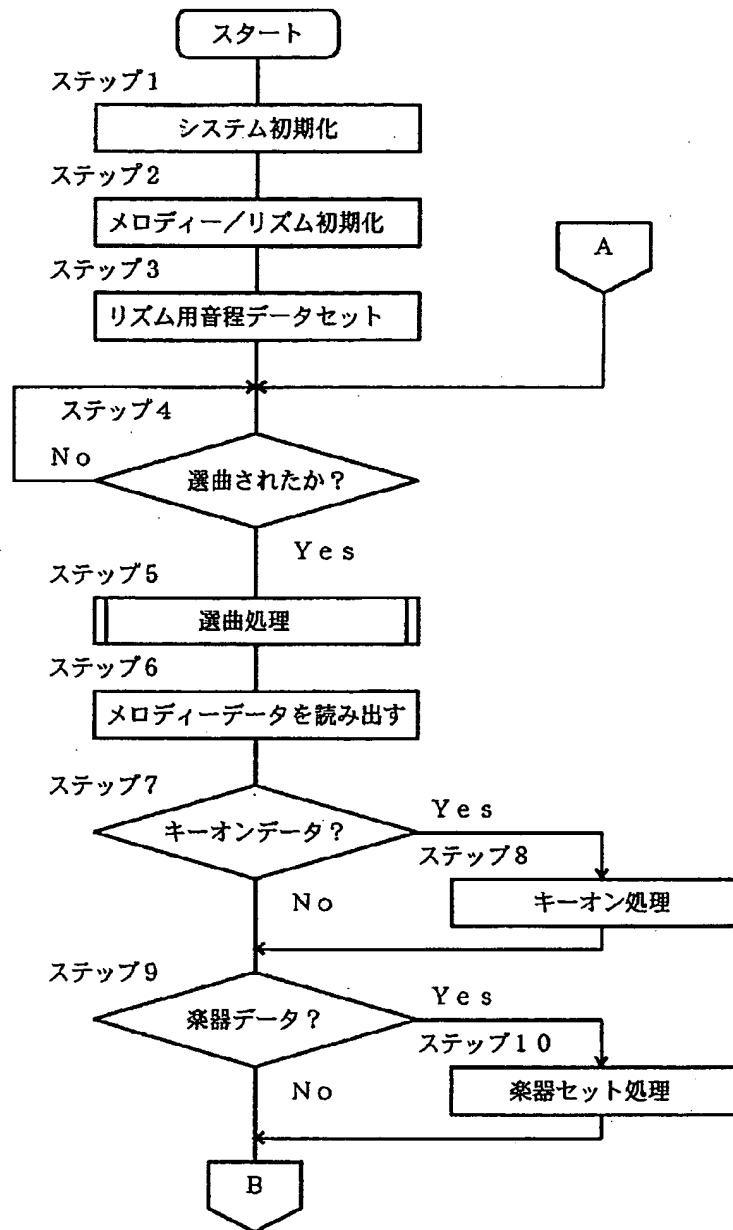 スタート
ステップ1
システム初期化
ステップ2
メロディー／リズム初期化
ステップ3
リズム用音程データセット
A
ステップ4
No
選曲されたか？
Yes
ステップ5
選曲処理
ステップ6
メロディーデータを読み出す
ステップ7
キーオンデータ？
Yes
ステップ8
キーオン処理
No
ステップ9
楽器データ？
Yes
ステップ10
楽器セット処理
No
B